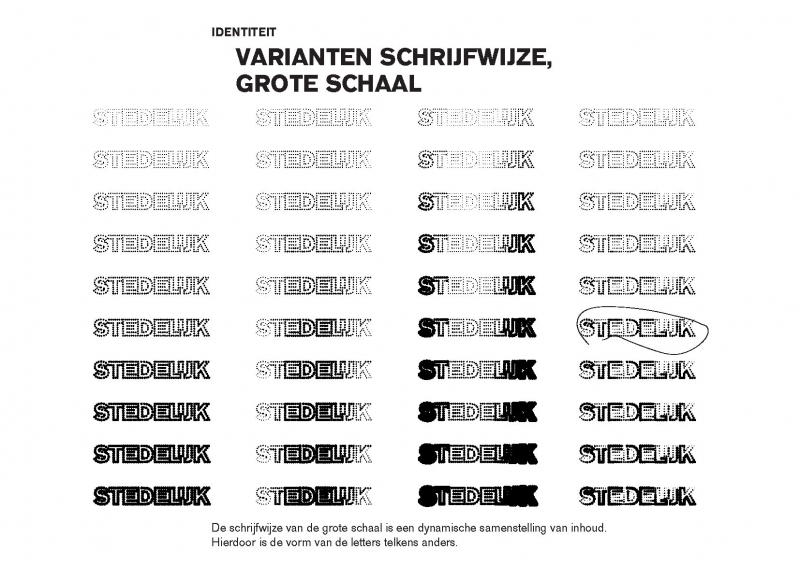 IDENTITEIT
VARIANTEN SCHRIJFWIJZE,
GROTE SCHAAL
STEDELIJK STEDELIJK STEDELIJK STEDELIJK
STEDELIJK STEDELIJK STEDELIJK STEDELIJK
STEDELIJK STEDELIJK STEDELIJK STEDELIJK
STEDELIJK STEDELIJK STEDELIJK STEDELIJK
STEDELIJK STEDELIJK STEDELIJK STEDELIJK
STEDELIJK STEDELIJK STEDELIJK STEDELIJK
STEDELIJK STEDELIJK STEDELIJK STEDELIJK
STEDELIJK STEDELIJK STEDELIJK STEDELIJK
STEDELIJK STEDELIJK STEDELIJK STEDELIJK
STEDELIJK STEDELIJK STEDELIJK STEDELIJK
De schrijfwijze van de grote schaal is een dynamische samenstelling van inhoud.
Hierdoor is de vorm van de letters telkens anders.